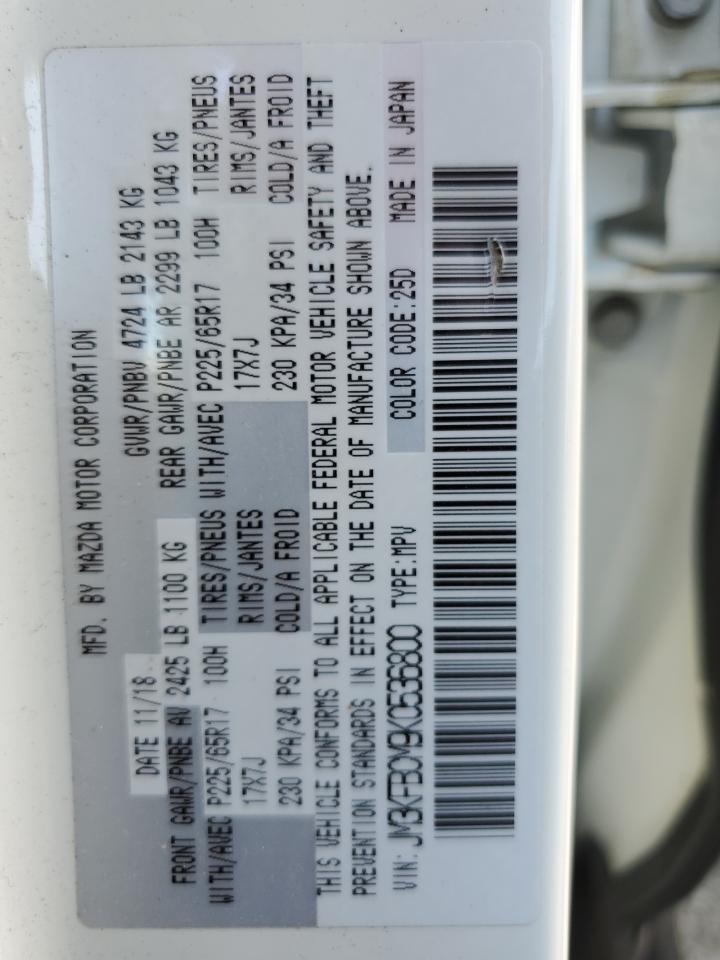 MFD. BY MAZDA MOTOR CORPORATION
DATE 11/18 GVWR/PNBV 4724 LB 2143 KG
FRONT GAWR/PNBE AV 2425 LB 1100 KG REAR GAWR/PNBE AR 2299 LB 1043 KG
WITH/AVEC P225/65R17 100H TIRES/PNEUS WITH/AVEC P225/65R17 100H TIRES/PNEUS
17X7J RIMS/JANTES 17X7J RIMS/JANTES
230 KPA/34 PSI COLD/A FROID 230 KPA/34 PSI COLD/A FROID
THIS VEHICLE CONFORMS TO ALL APPLICABLE FEDERAL MOTOR VEHICLE SAFETY AND THEFT
PREVENTION STANDARDS IN EFFECT ON THE DATE OF MANUFACTURE SHOWN ABOVE.
VIN: JM3KFBCM9K0536800 TYPE:MPV COLOR CODE:25D MADE IN JAPAN